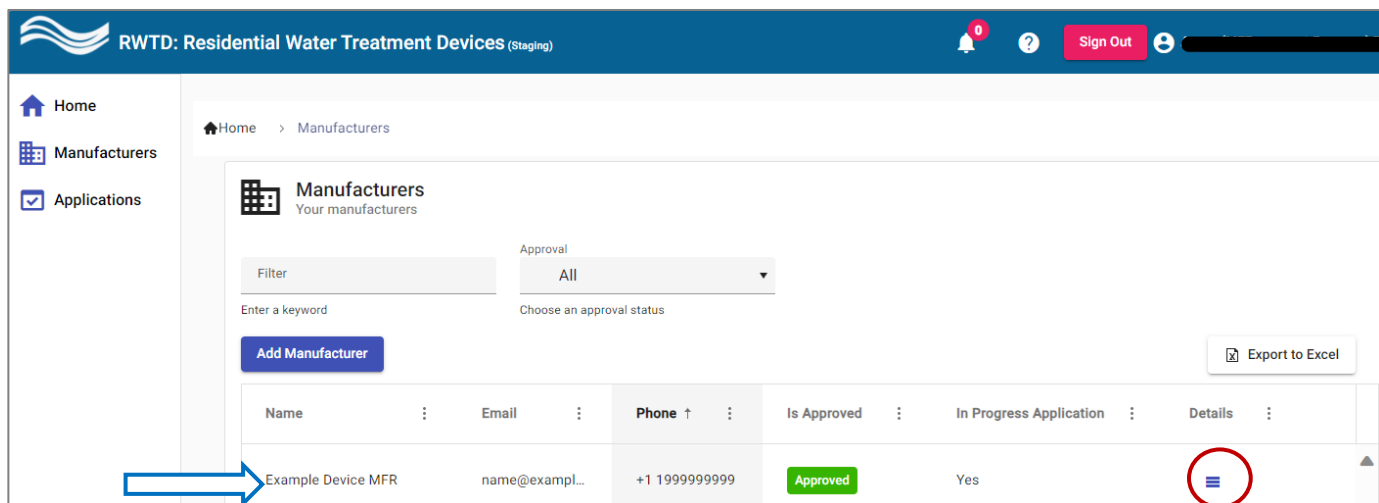 RWTD: Residential Water Treatment Devices (Staging)
0
Sign Out
Home
Manufacturers
Applications
Home > Manufacturers
Manufacturers
Your manufacturers
Approval
Filter
All
Enter a keyword
Choose an approval status
Add Manufacturer
Export to Excel
Name Email Phone ↑ Is Approved In Progress Application Details
Example Device MFR name@exampl... +1 1999999999 Approved Yes